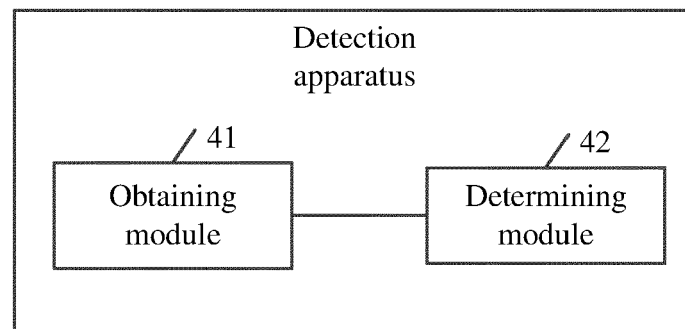 Detection
apparatus
41
42
Obtaining
module
Determining
module